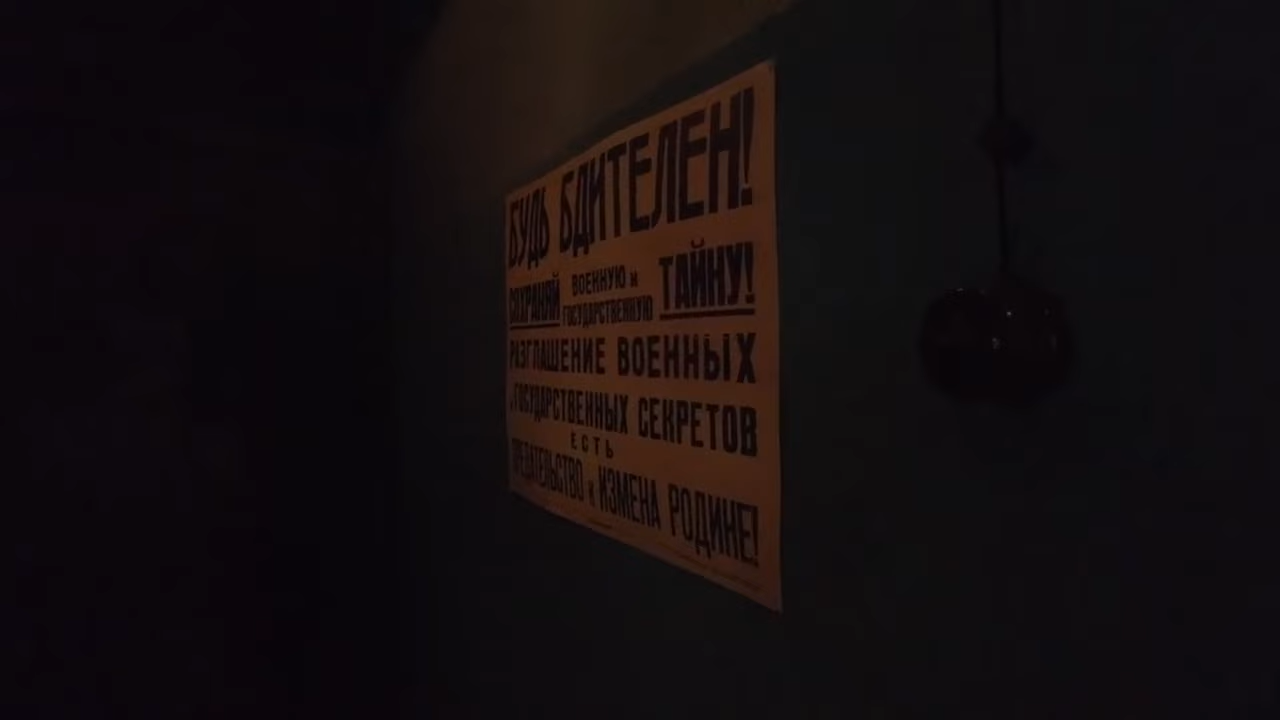 БУДЬ БДИТЕЛЕН!
СОХРАНЯЙ ВОЕННУЮ и ГОСУДАРСТВЕННУЮ ТАЙНУ!
РАЗГЛАШЕНИЕ ВОЕННЫХ
и ГОСУДАРСТВЕННЫХ СЕКРЕТОВ
ЕСТЬ
ПРЕДАТЕЛЬСТВО и ИЗМЕНА РОДИНЕ!